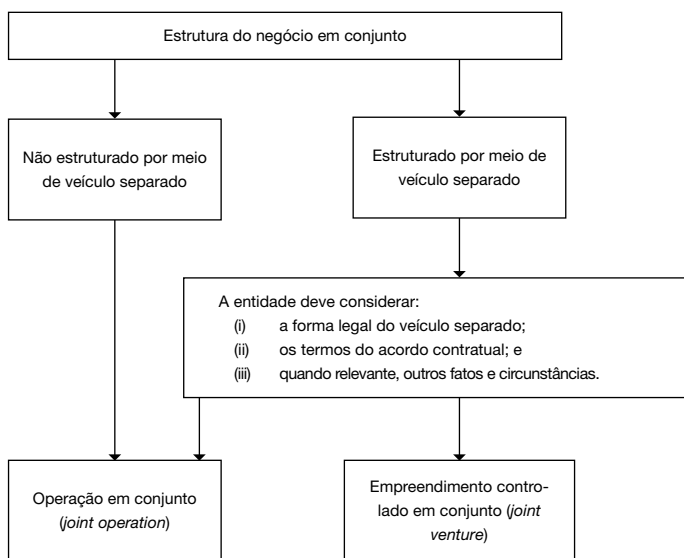 Estrutura do negócio em conjunto
Não estruturado por meio
de veículo separado
Estruturado por meio de
veículo separado
A entidade deve considerar:
(i) a forma legal do veículo separado;
(ii) os termos do acordo contratual; e
(iii) quando relevante, outros fatos e circunstâncias.
Operação em conjunto
(joint operation)
Empreendimento contro-
lado em conjunto (joint
venture)